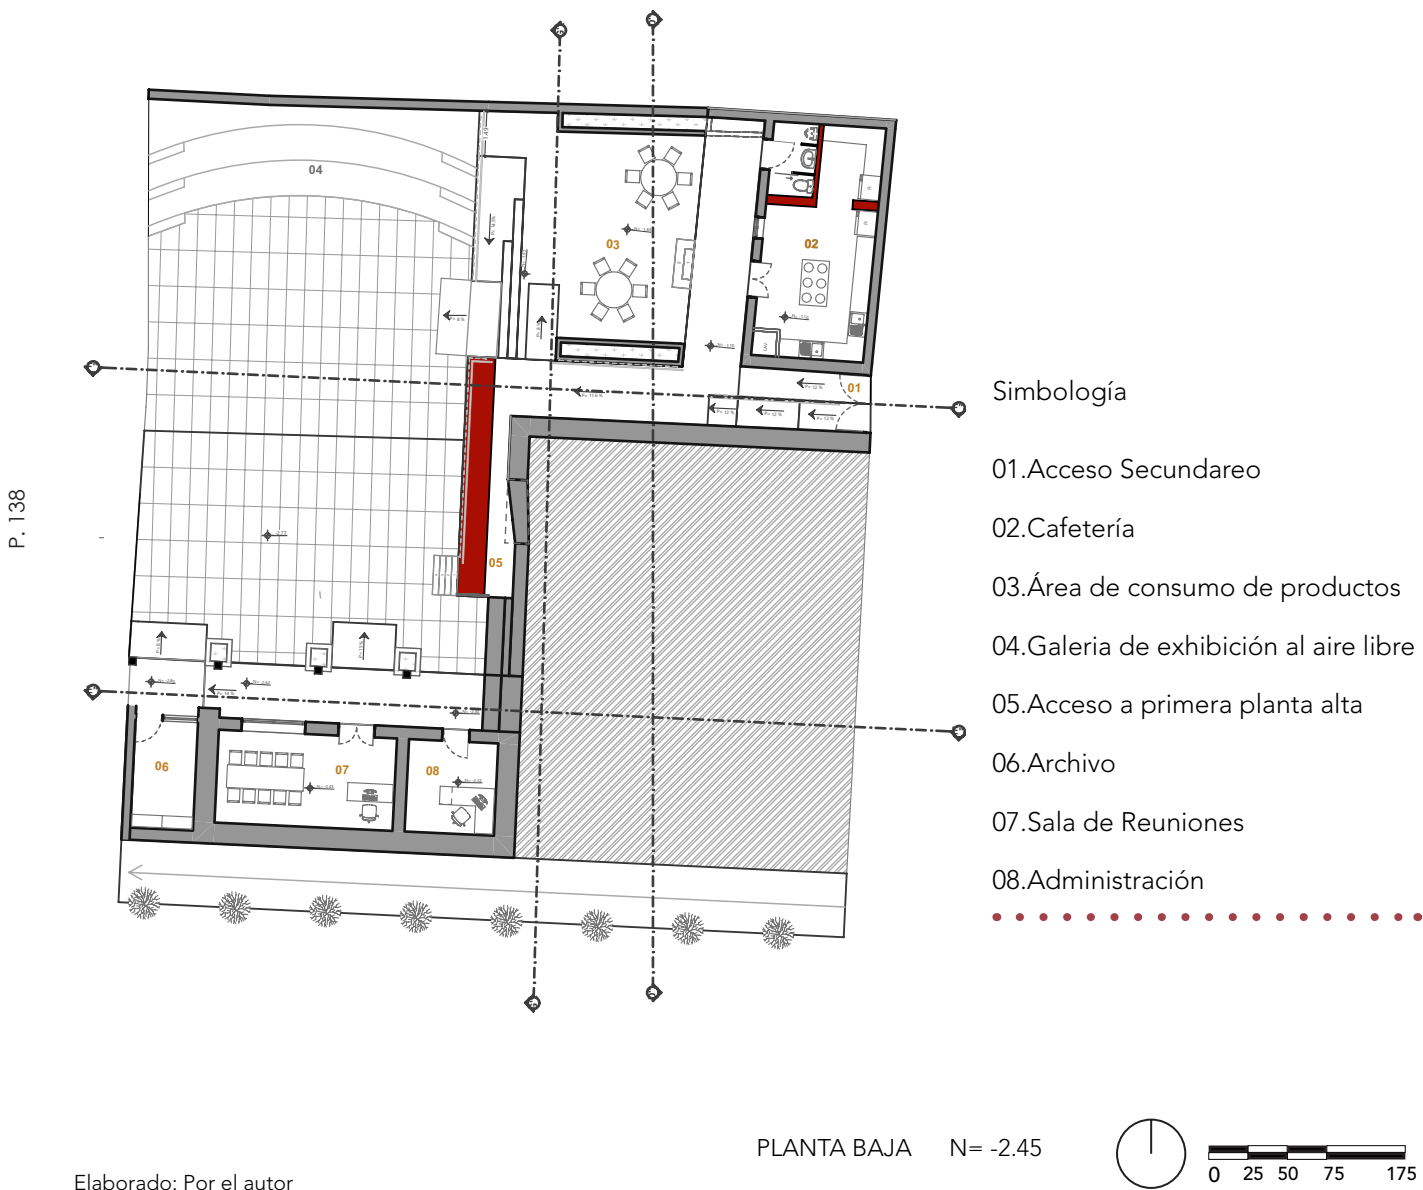 P. 138
04
03
02
01
05
06
07
08
Simbología
01.Acceso Secundareo
02.Cafetería
03.Área de consumo de productos
04.Galeria de exhibición al aire libre
05.Acceso a primera planta alta
06.Archivo
07.Sala de Reuniones
08.Administración
PLANTA BAJA N= -2.45
0 25 50 75 175
Elaborado: Por el autor